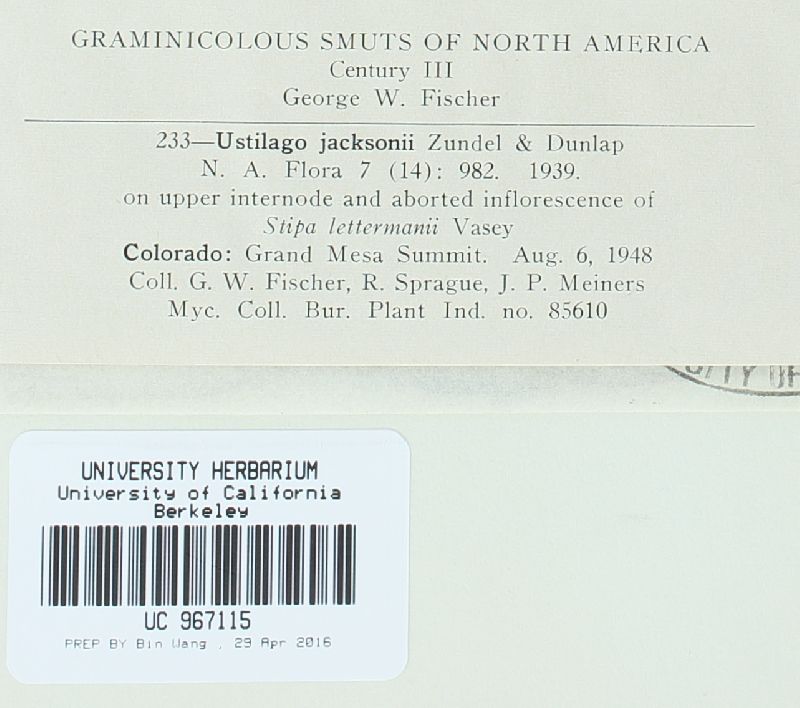 GRAMINICOLOUS SMUTS OF NORTH AMERICA
Century III
George W. Fischer
233—Ustilago jacksonii Zundel & Dunlap
N. A. Flora 7 (14): 982. 1939.
on upper internode and aborted inflorescence of
Stipa lettermanii Vasey
Colorado: Grand Mesa Summit. Aug. 6, 1948
Coll. G. W. Fischer, R. Sprague, J. P. Meiners
Myc. Coll. Bur. Plant Ind. no. 85610
UNIVERSITY HERBARIUM
University of California
Berkeley
UC 967115
PREP BY Bin Wang , 29 Apr 2016